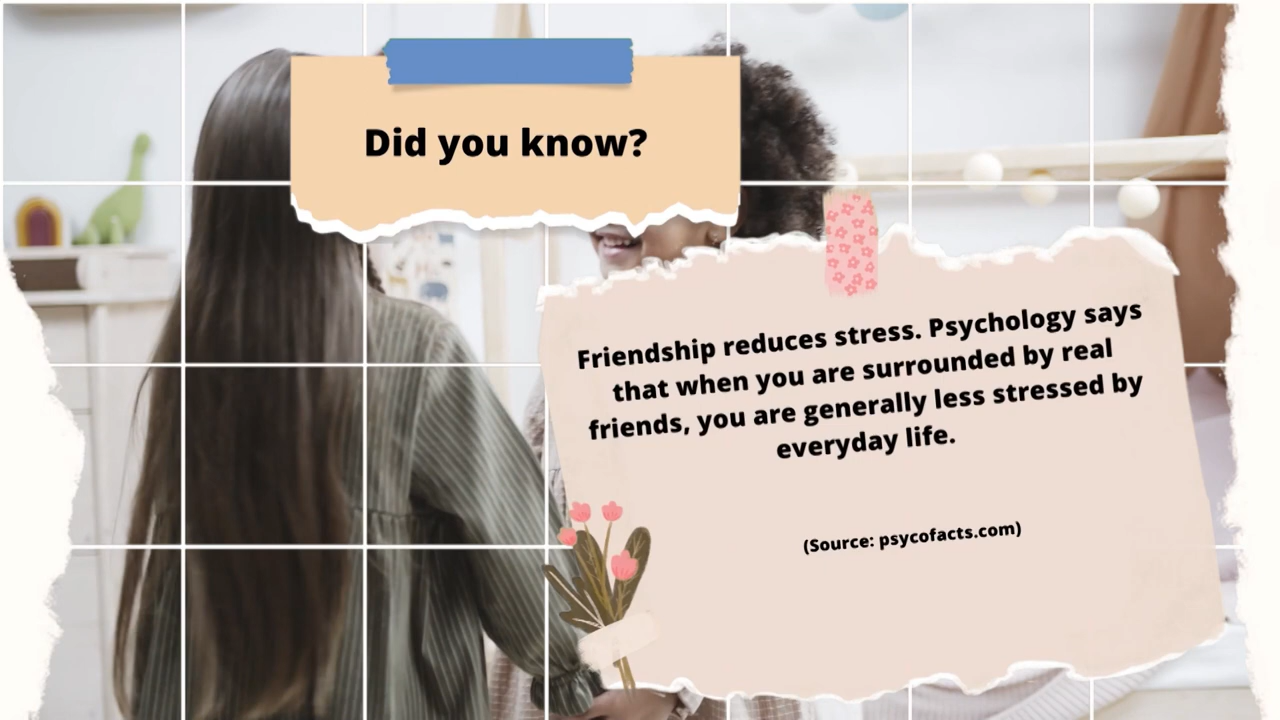 Did you know?
Friendship reduces stress. Psychology says
that when you are surrounded by real
friends, you are generally less stressed by
everyday life.
(Source: psycofacts.com)